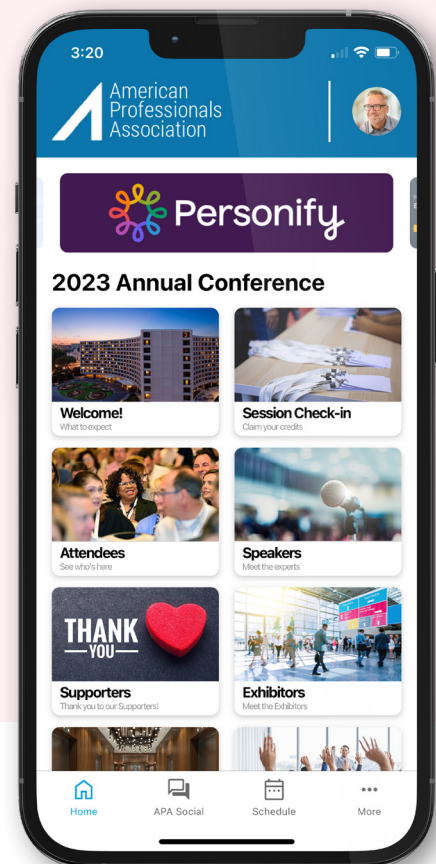 3:20
American
Professionals
Association
Personify
2023 Annual Conference
Welcome!
What to expect
Session Check-in
Claim your credits
Attendees
See who's here
Speakers
Meet the experts
THANK
YOU
Supporters
Thank you to our Supporters!
Exhibitors
Meet the Exhibitors
Home
APA Social
Schedule
More